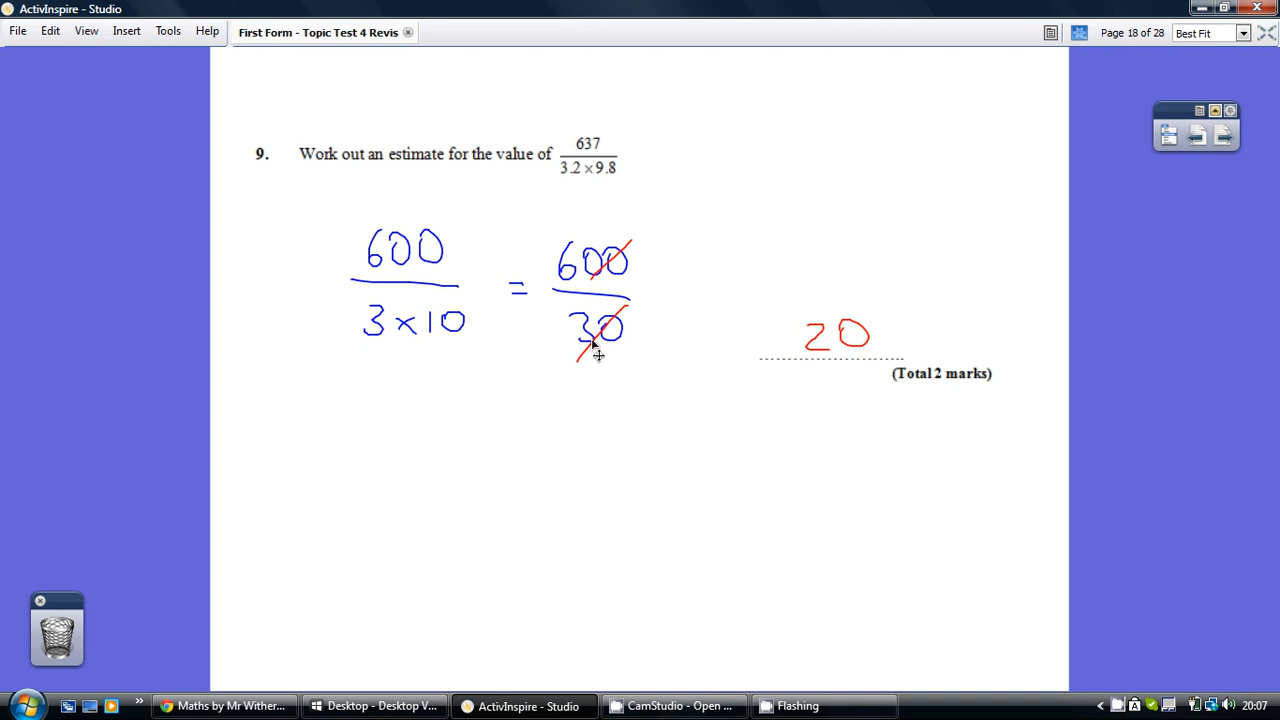 ActivInspire - Studio
File Edit View Insert Tools Help
First Form - Topic Test 4 Revis
Page 18 of 28
Best Fit
9. Work out an estimate for the value of 637 / 3.2 × 9.8
600 / 3 × 10 = 600 / 30
20
(Total 2 marks)
Maths by Mr Wither...
Desktop - Desktop V...
ActivInspire - Studio
CamStudio - Open ...
Flashing
20:07